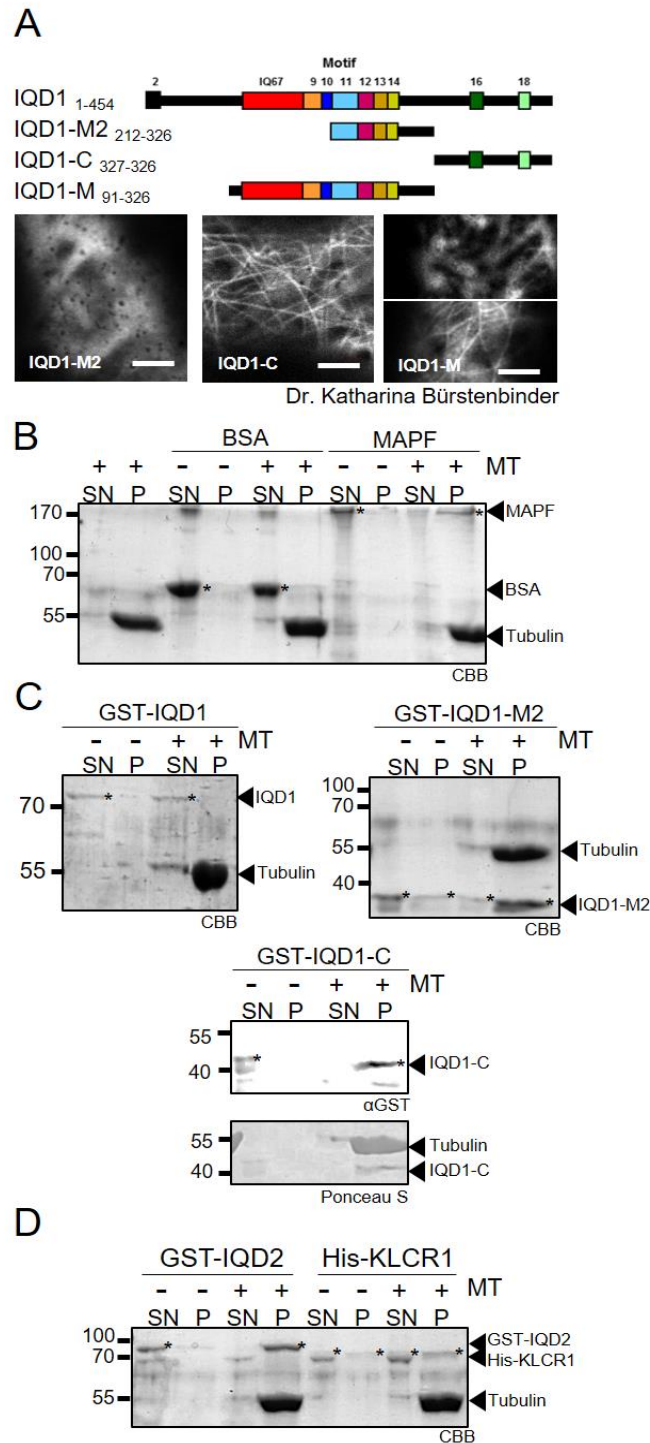 A
Motif
2 IQ67 9 10 11 12 13 14 16 18
IQD1 1-454
IQD1-M2 212-326
IQD1-C 327-326
IQD1-M 91-326
IQD1-M2 IQD1-C IQD1-M
Dr. Katharina Bürstenbinder
B
BSA MAPF
+ + - - + + - - + + MT
SN P SN P SN P SN P SN P
170 * * MAPF
100
70 * * BSA
55
Tubulin
CBB
C
GST-IQD1
- - + + MT
SN P SN P
70 * * IQD1
55 Tubulin
CBB
GST-IQD1-M2
- - + + MT
SN P SN P
100
70
55 Tubulin
40
* * * * IQD1-M2
CBB
GST-IQD1-C
- - + + MT
SN P SN P
55
40 * * IQD1-C
αGST
55 Tubulin
40 IQD1-C
Ponceau S
D
GST-IQD2 His-KLCR1
- - + + - - + + MT
SN P SN P SN P SN P
100 * * GST-IQD2
70 * * * * His-KLCR1
55 Tubulin
CBB